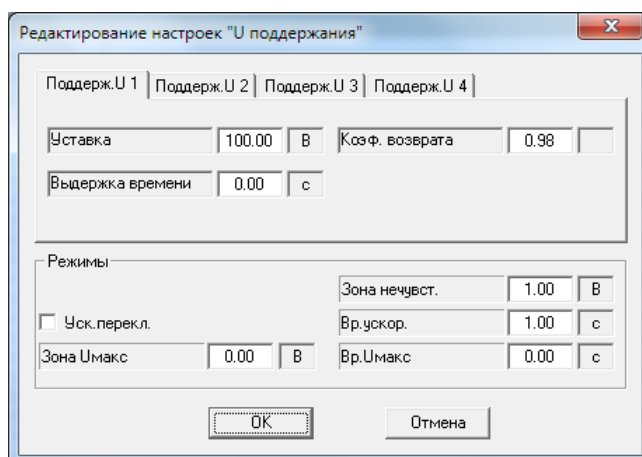 Редактирование настроек "U поддержания"
Поддерж.U 1 Поддерж.U 2 Поддерж.U 3 Поддерж.U 4
Уставка 100.00 В Коэф. возврата 0.98
Выдержка времени 0.00 с
Режимы
Зона нечувст. 1.00 В
Уск.перекл. Вр.ускор. 1.00 с
Зона Uмакс 0.00 В Вр.Uмакс 0.00 с
OK Отмена